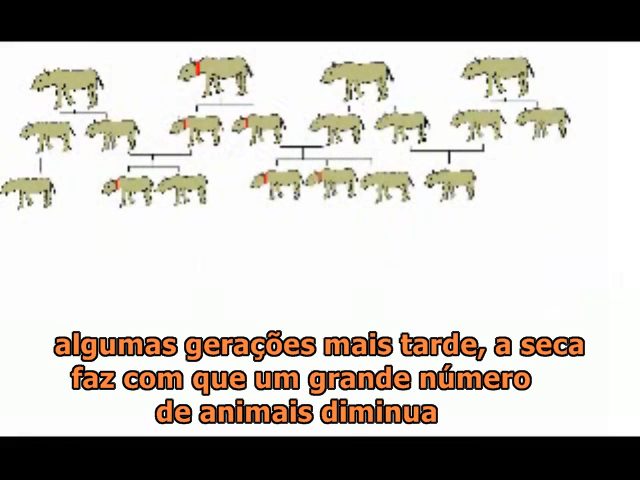 algumas gerações mais tarde, a seca
faz com que um grande número
de animais diminua